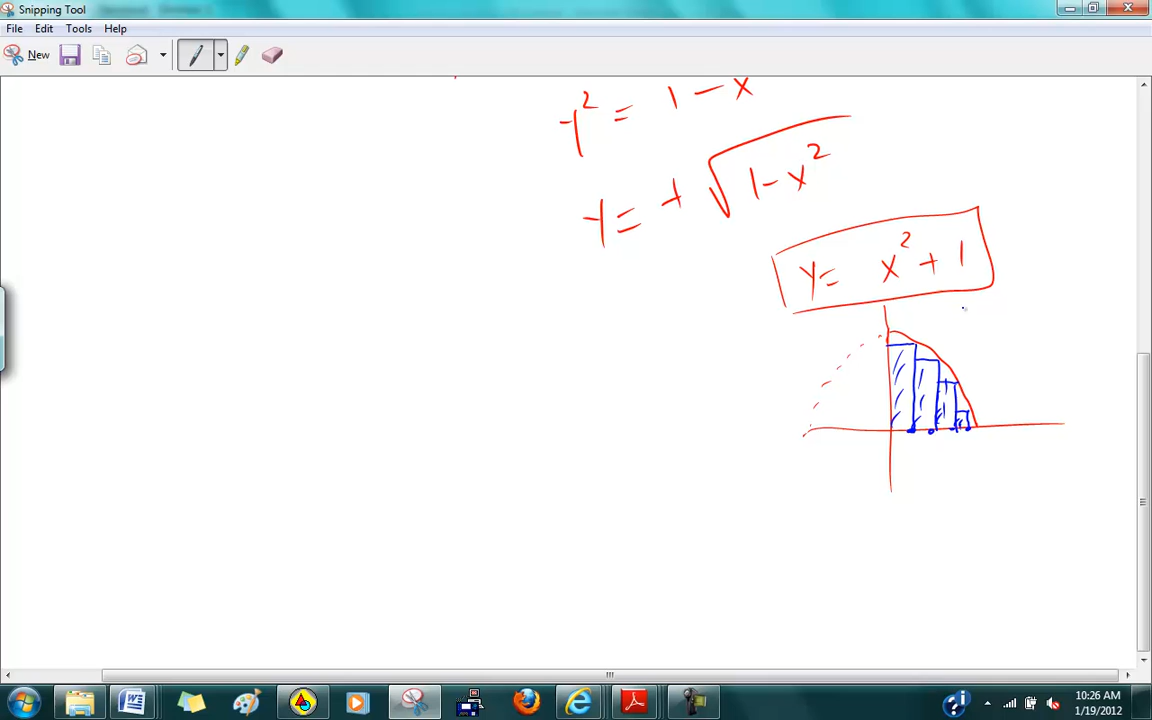 Snipping Tool
File Edit Tools Help
New
y² = 1 - x
y = + √(1-x²)
y = x² + 1
10:26 AM
1/19/2012